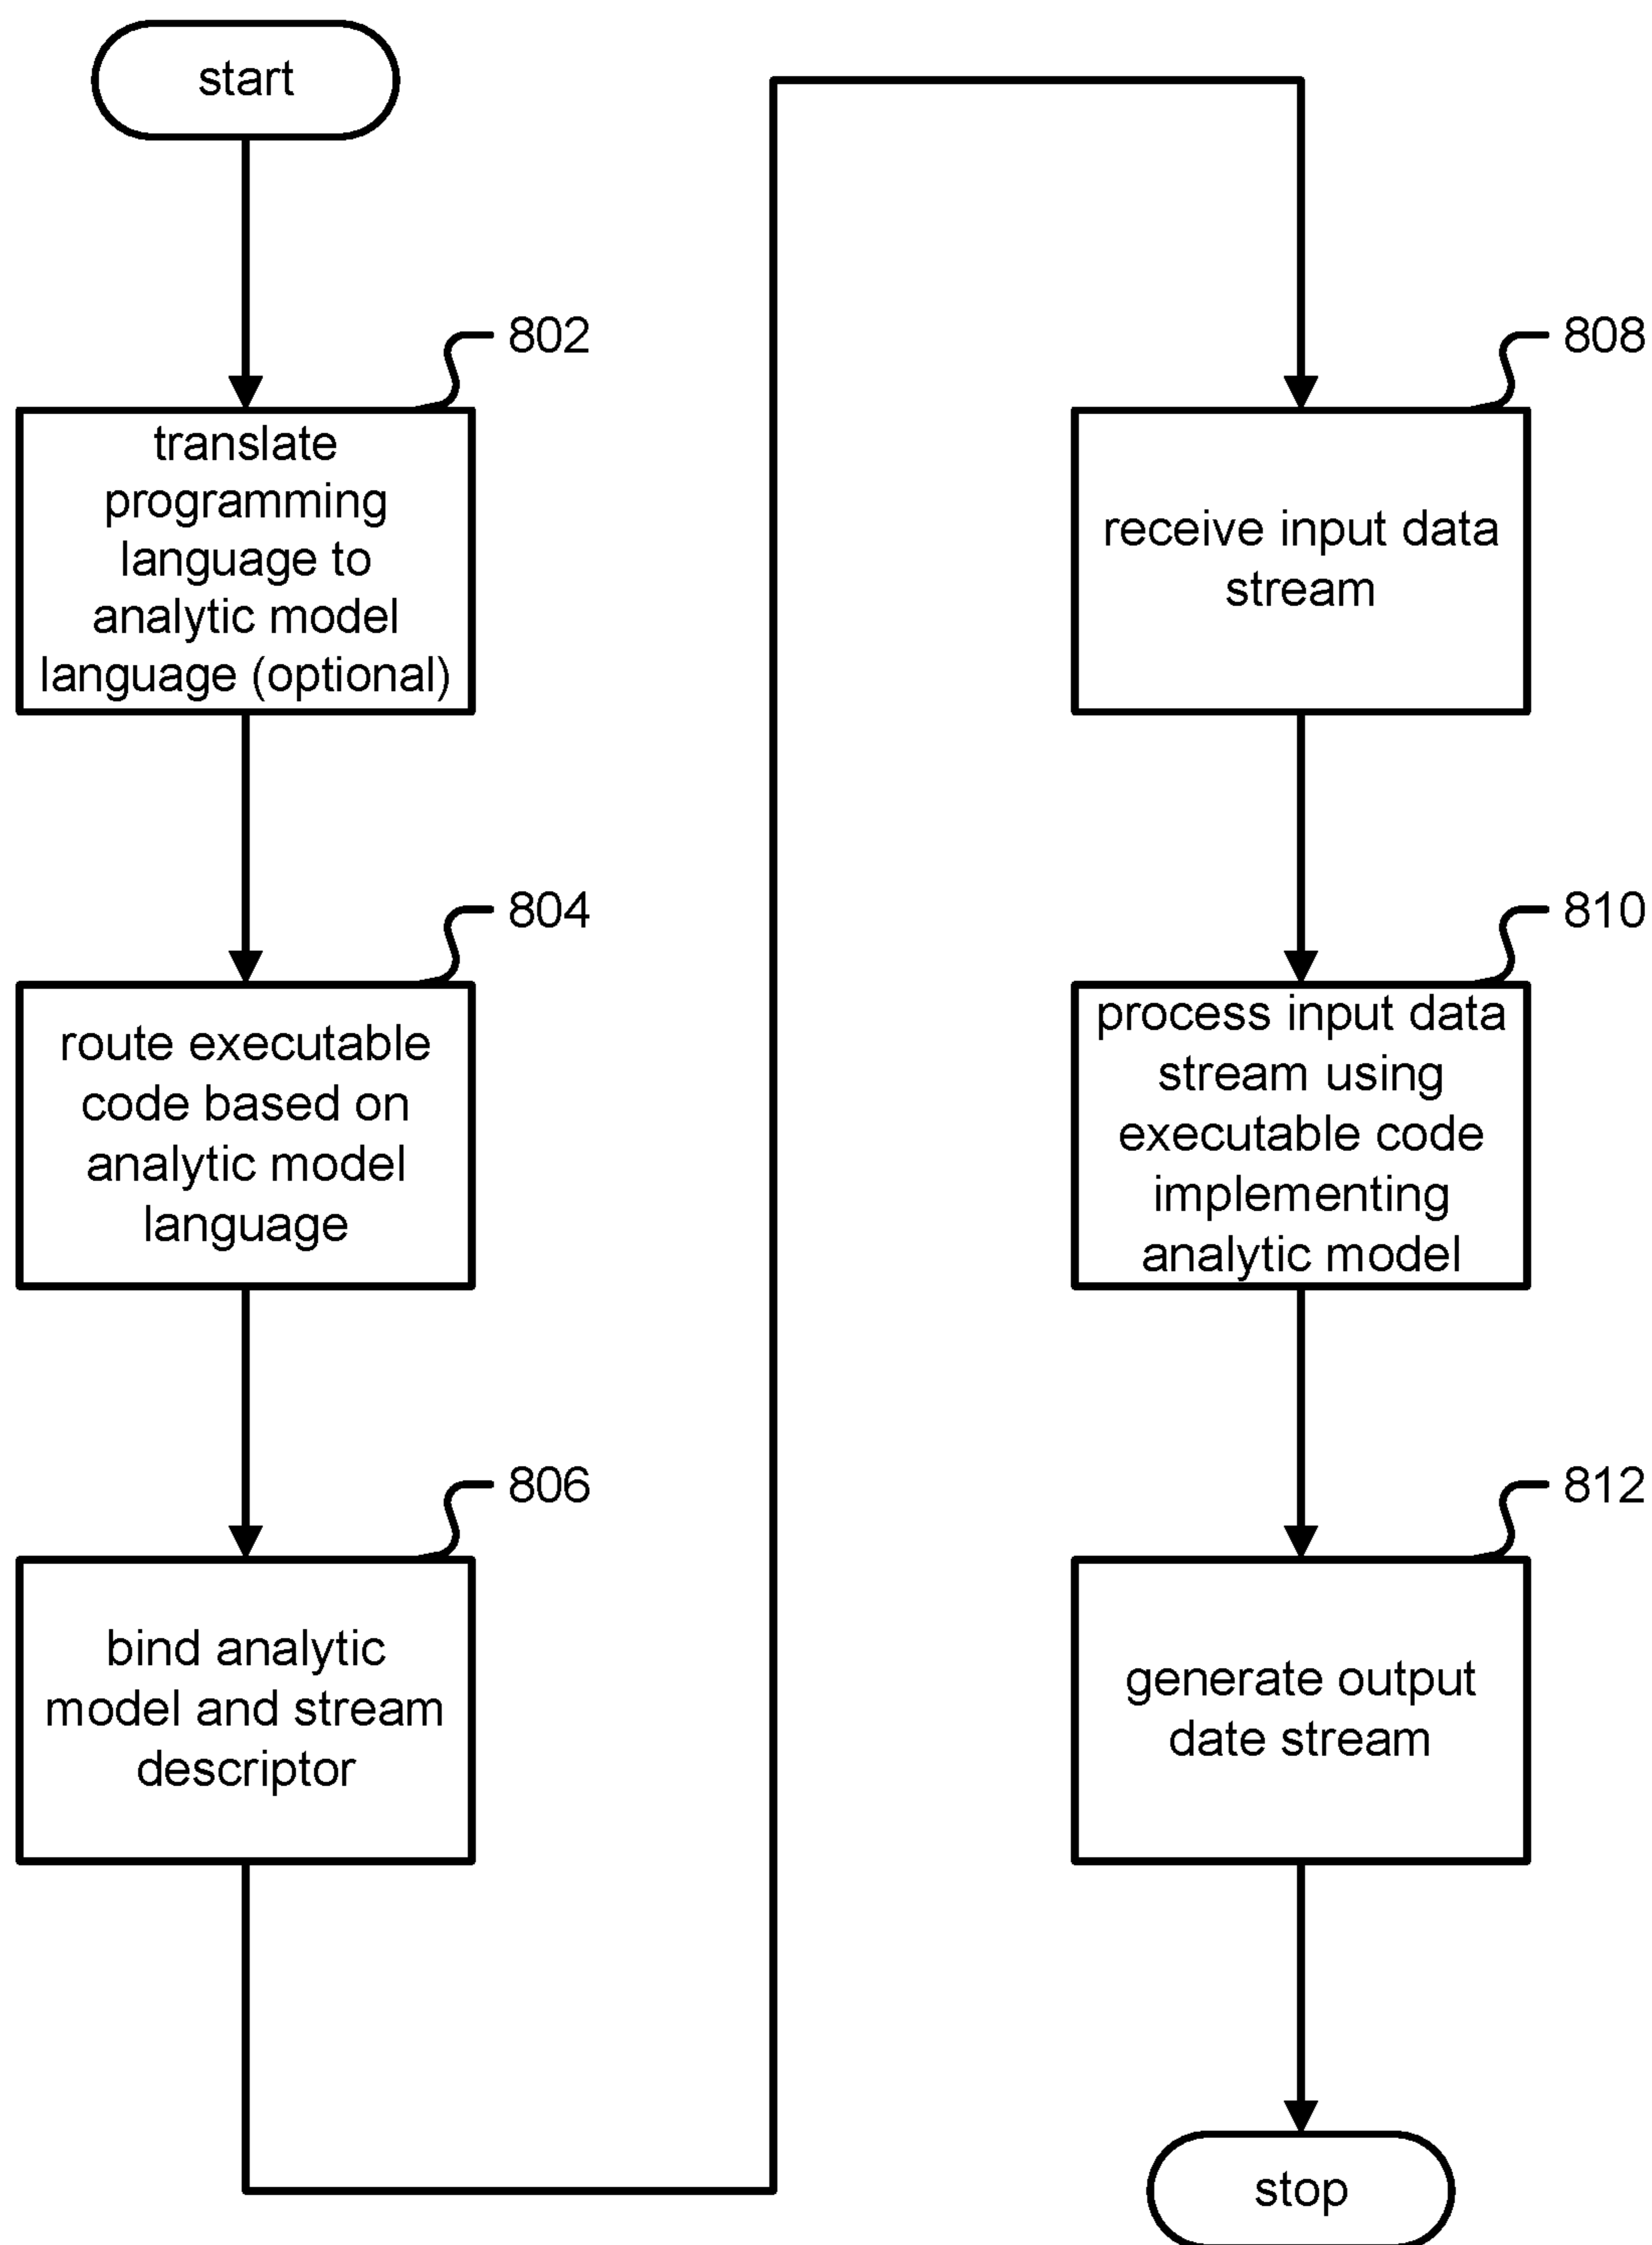 start
802
translate
programming
language to
analytic model
language (optional)
804
route executable
code based on
analytic model
language
806
bind analytic
model and stream
descriptor
808
receive input data
stream
810
process input data
stream using
executable code
implementing
analytic model
812
generate output
date stream
stop